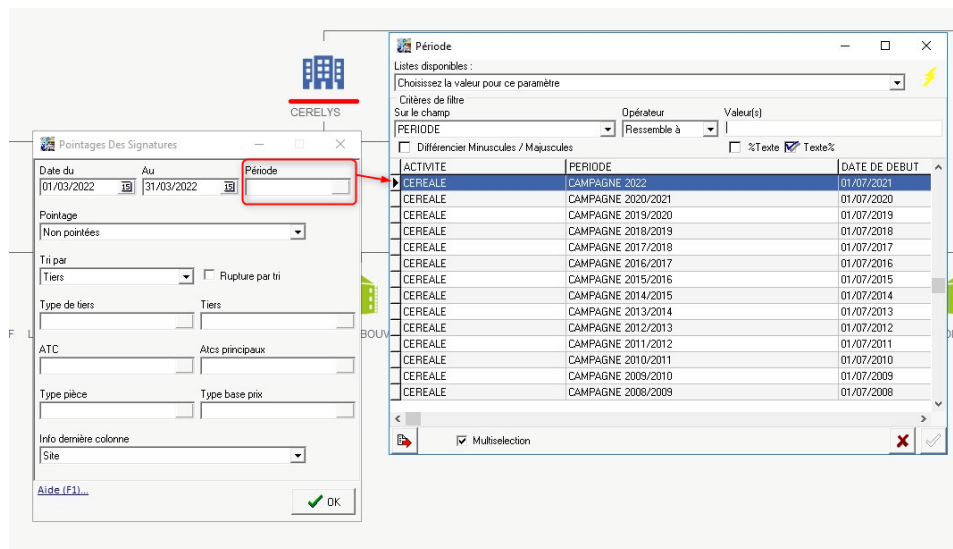 CERELYS
Pointages Des Signatures
Date du Au Période
01/03/2022 15 31/03/2022 15
Pointage
Non pointées
Tri par
Tiers Rupture par tri
Type de tiers Tiers
ATC Atcs principaux
Type pièce Type base prix
Info dernière colonne
Site
Aide (F1)...
OK
F
BOUV
Période
Listes disponibles :
Choisissez la valeur pour ce paramètre
Critères de filtre
Sur le champ Opérateur Valeur(s)
PERIODE Ressemble à
Différencier Minuscules / Majuscules %Texte Texte%
ACTIVITE PERIODE DATE DE DEBUT
CEREALE CAMPAGNE 2022 01/07/2021
CEREALE CAMPAGNE 2020/2021 01/07/2020
CEREALE CAMPAGNE 2019/2020 01/07/2019
CEREALE CAMPAGNE 2018/2019 01/07/2018
CEREALE CAMPAGNE 2017/2018 01/07/2017
CEREALE CAMPAGNE 2016/2017 01/07/2016
CEREALE CAMPAGNE 2015/2016 01/07/2015
CEREALE CAMPAGNE 2014/2015 01/07/2014
CEREALE CAMPAGNE 2013/2014 01/07/2013
CEREALE CAMPAGNE 2012/2013 01/07/2012
CEREALE CAMPAGNE 2011/2012 01/07/2011
CEREALE CAMPAGNE 2010/2011 01/07/2010
CEREALE CAMPAGNE 2009/2010 01/07/2009
CEREALE CAMPAGNE 2008/2009 01/07/2008
Multiselection